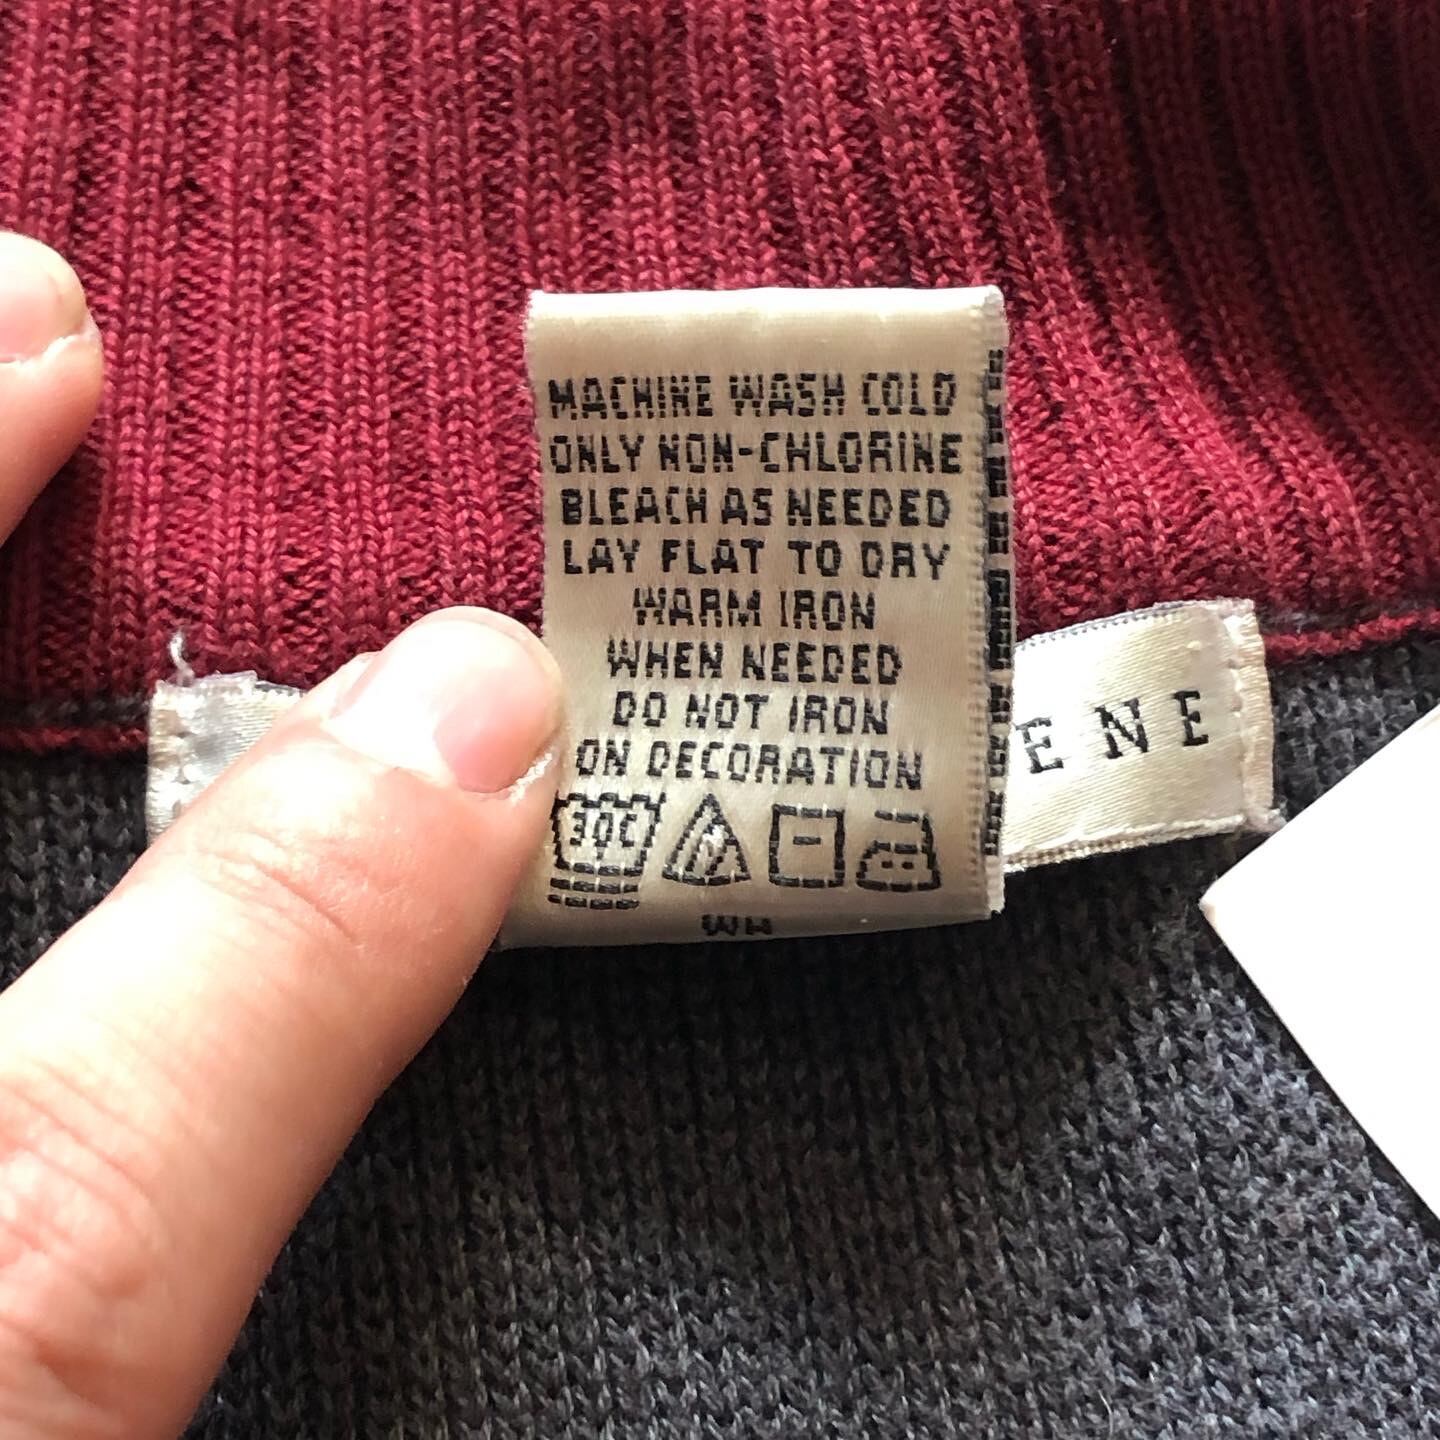 MACHINE WASH COLD
ONLY NON-CHLORINE
BLEACH AS NEEDED
LAY FLAT TO DRY
WARM IRON
WHEN NEEDED
DO NOT IRON
ON DECORATION
30C
ENE